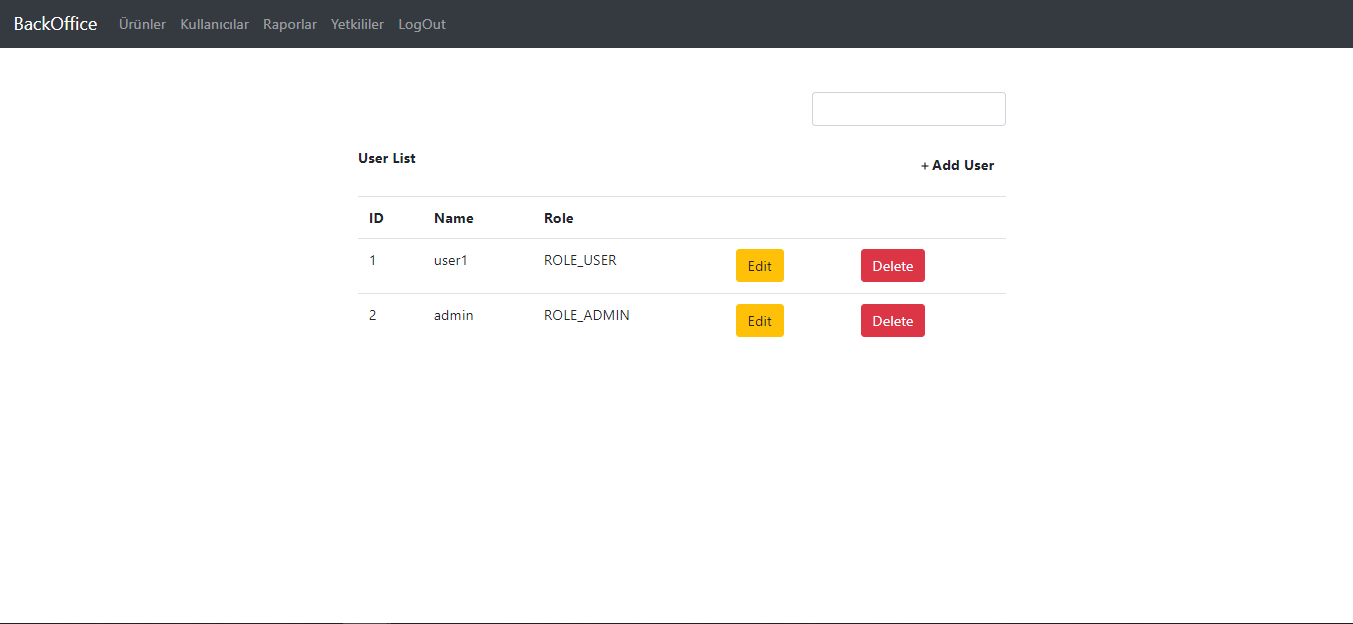 BackOffice Ürünler Kullanıcılar Raporlar Yetkililer LogOut
User List
+ Add User
ID Name Role
1 user1 ROLE_USER Edit Delete
2 admin ROLE_ADMIN Edit Delete